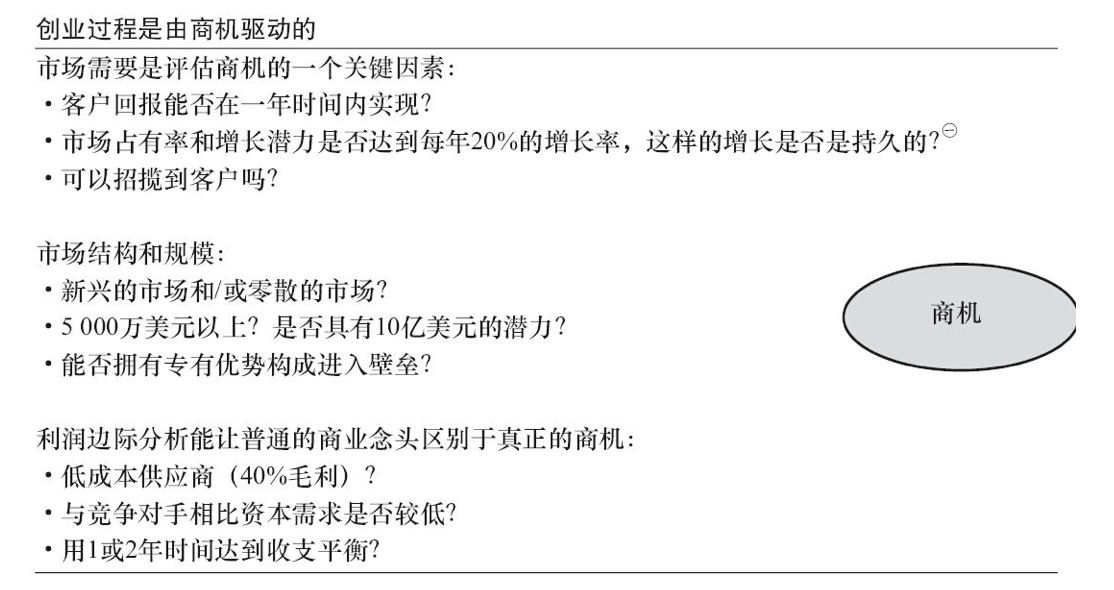 创业过程是由商机驱动的
市场需要是评估商机的一个关键因素：
·客户回报能否在一年时间内实现？
·市场占有率和增长潜力是否达到每年20%的增长率，这样的增长是否是持久的？㊀
·可以招揽到客户吗？
市场结构和规模：
·新兴的市场和/或零散的市场？
·5 000万美元以上？是否具有10亿美元的潜力？
·能否拥有专有优势构成进入壁垒？
商机
利润边际分析能让普通的商业念头区别于真正的商机：
·低成本供应商（40%毛利）？
·与竞争对手相比资本需求是否较低？
·用1或2年时间达到收支平衡？